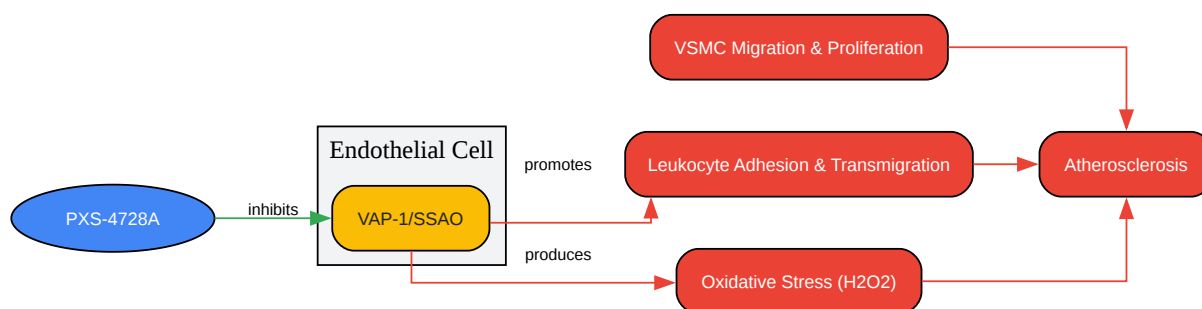 VSMC Migration & Proliferation
Endothelial Cell
promotes
Leukocyte Adhesion & Transmigration
Atherosclerosis
PXS-4728A
inhibits
VAP-1/SSAO
produces
Oxidative Stress (H2O2)